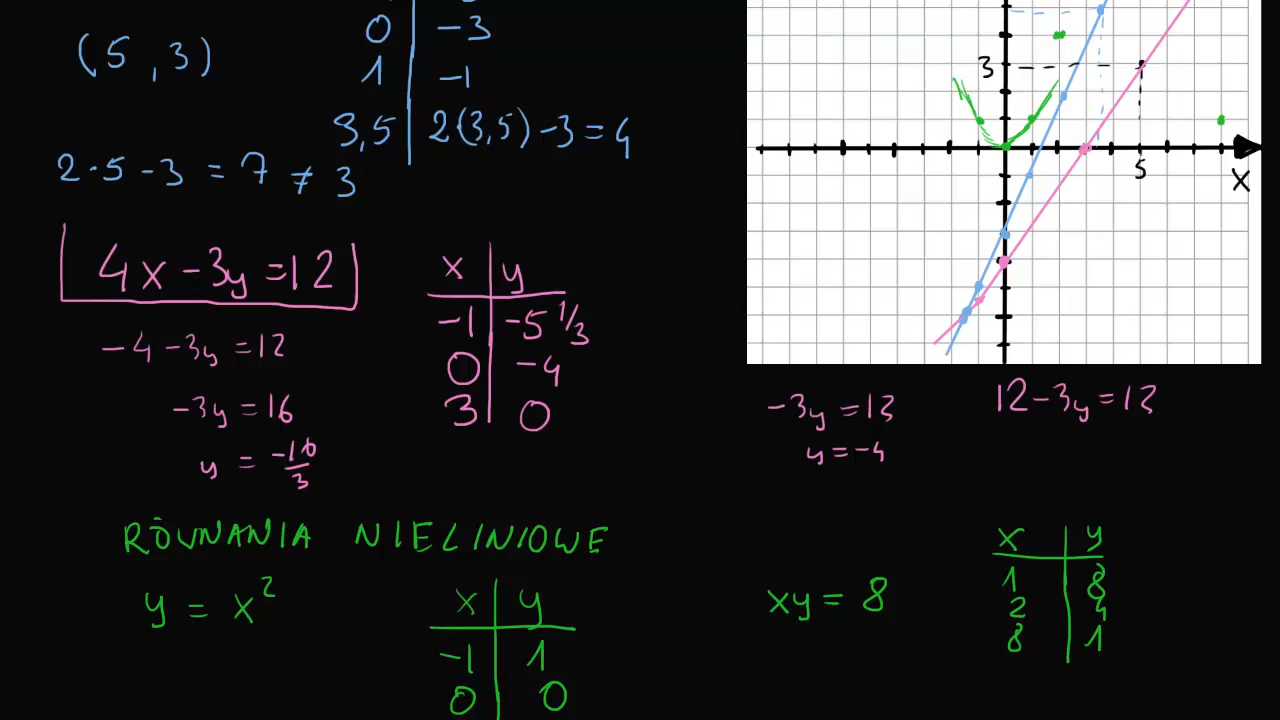 (5, 3)
0 | -3
1 | -1
3,5 | 2(3,5) - 3 = 4
2·5 - 3 = 7 ≠ 3
4x - 3y = 12
-4 - 3y = 12
-3y = 16
y = -16/3
x | y
-1 | -5 1/3
0 | -4
3 | 0
3
5
x
-3y = 12
y = -4
12 - 3y = 12
RÓWNANIA NIELINIOWE
y = x²
x | y
-1 | 1
0 | 0
xy = 8
x | y
1 | 8
2 | 4
8 | 1